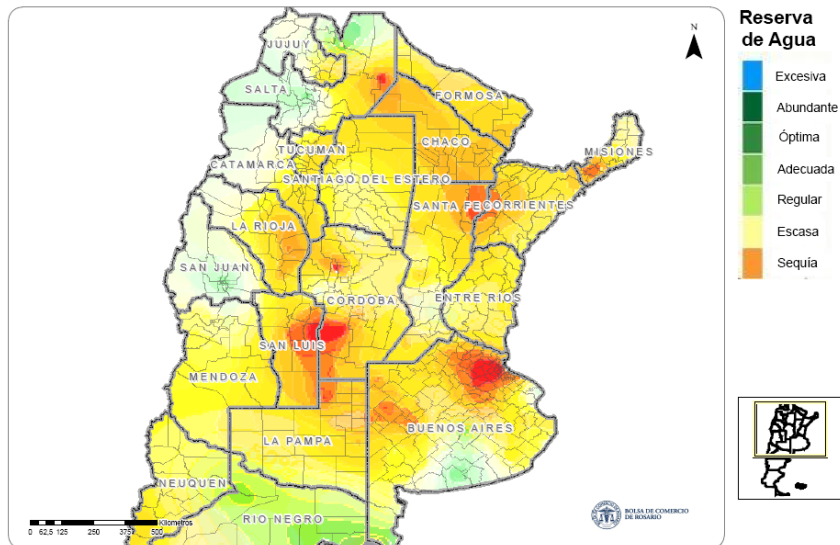 Reserva
de Agua
Excesiva
Abundante
Óptima
Adecuada
Regular
Escasa
Sequía
N
JUJUY
SALTA
FORMOSA
CHACO
MISIONES
TUCUMAN
CATAMARCA
SANTIAGO DEL ESTERO
SANTA FE
CORRIENTES
LA RIOJA
SAN JUAN
CORDOBA
ENTRE RIOS
SAN LUIS
MENDOZA
BUENOS AIRES
LA PAMPA
NEUQUEN
RIO NEGRO
0 62,5 125 250 375 500 Kilometros
BOLSA DE COMERCIO
DE ROSARIO